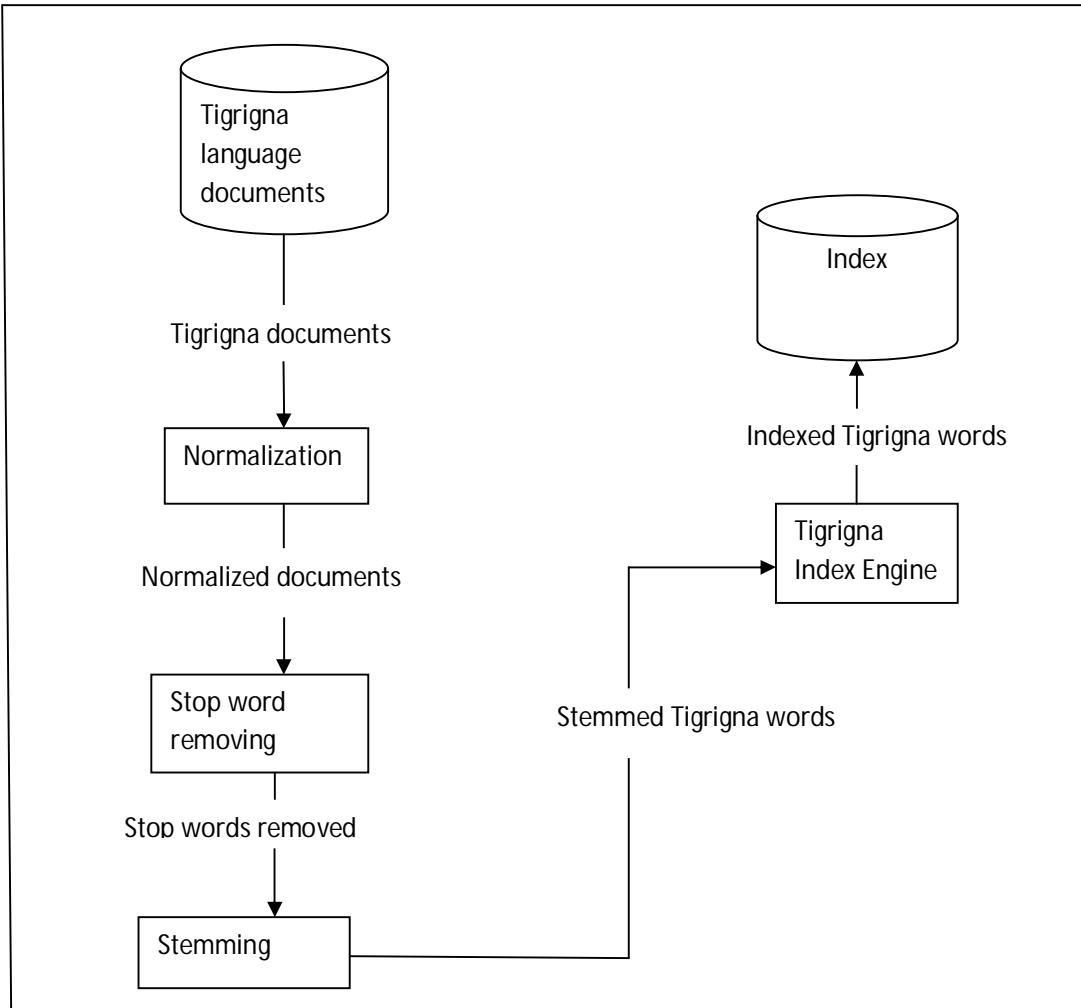 Tigrigna
language
documents
Tigrigna documents
Normalization
Normalized documents
Stop word
removing
Stop words removed
Stemming
Stemmed Tigrigna words
Tigrigna
Index Engine
Indexed Tigrigna words
Index